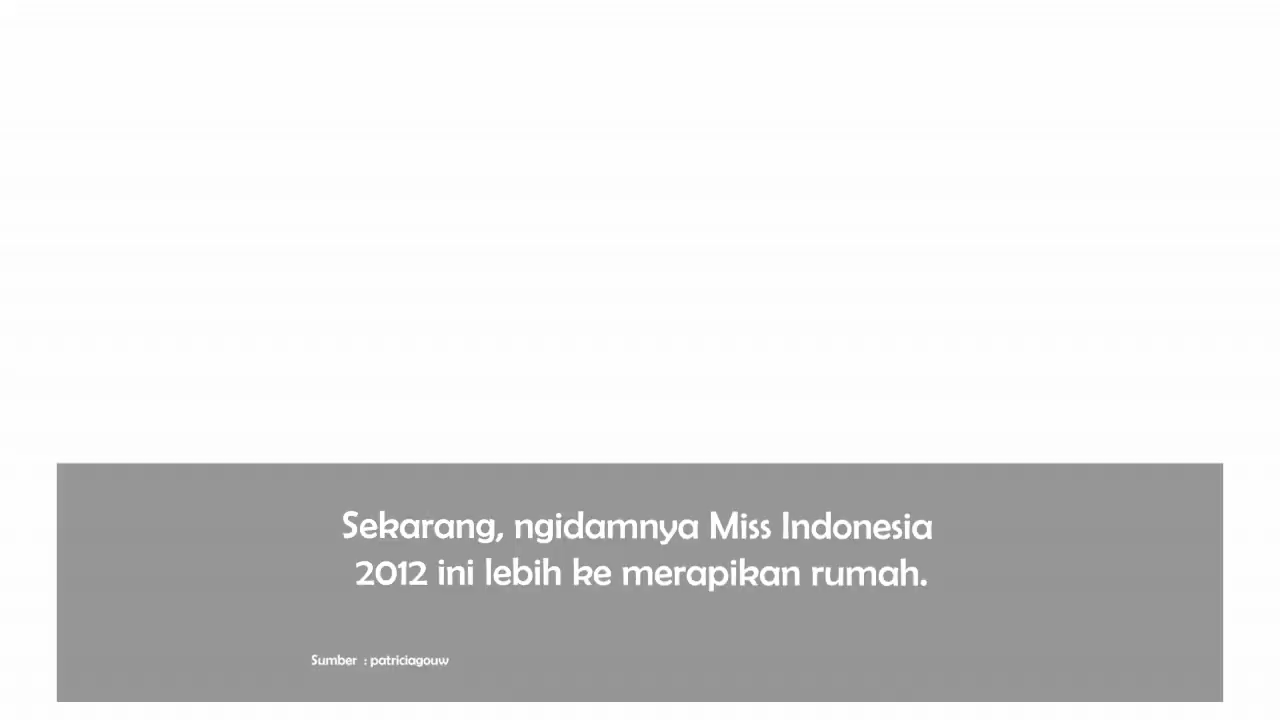 Sekarang, ngidamnya Miss Indonesia
2012 ini lebih ke merapikan rumah.
Sumber : patriciagouw